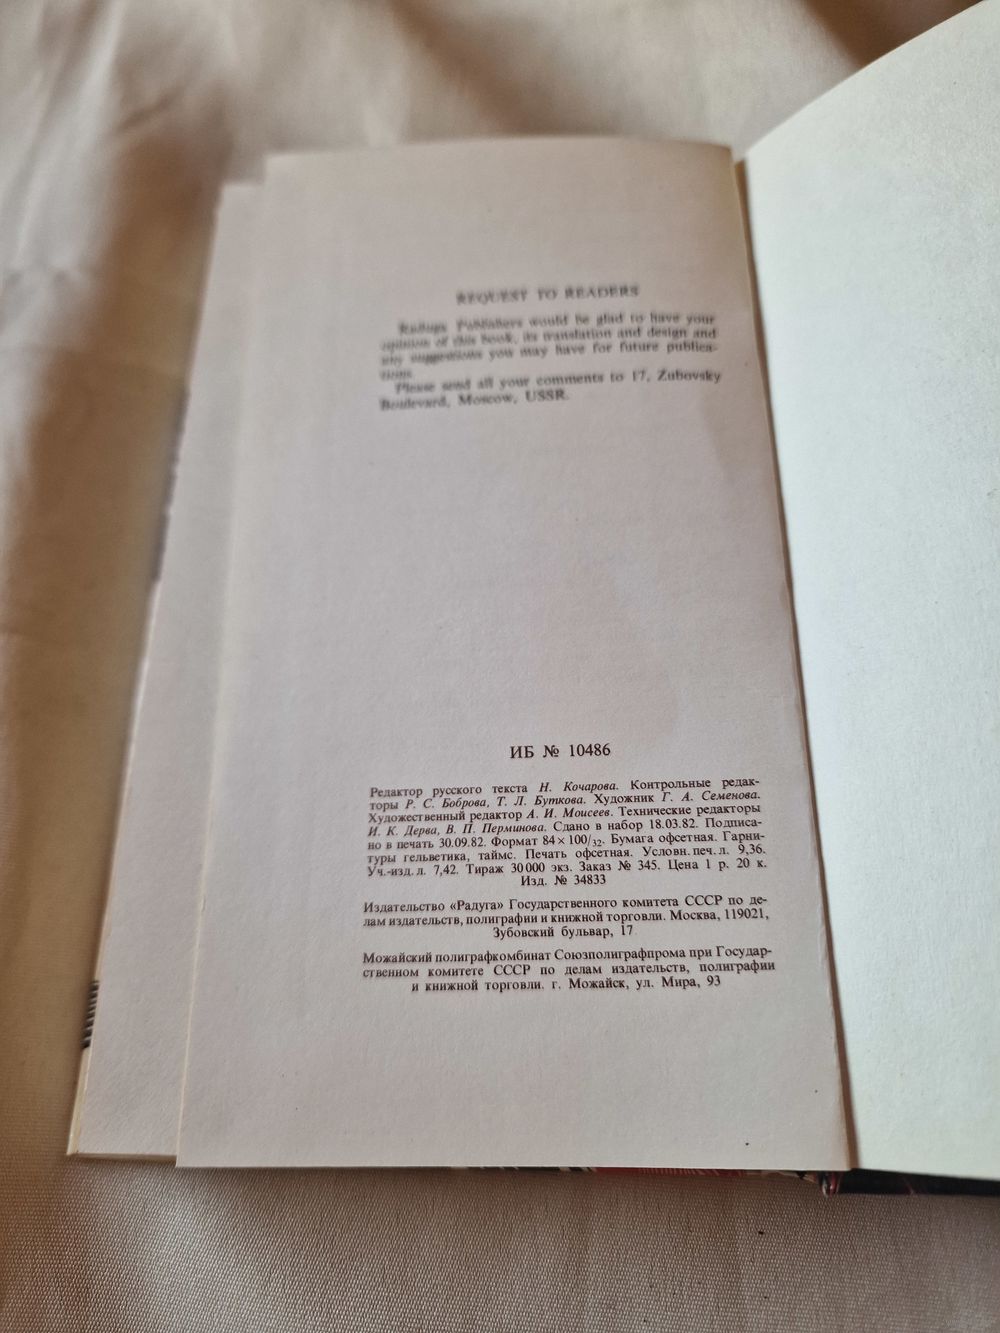 REQUEST TO READERS
Raduga Publishers would be glad to have your
opinion of this book, its translation and design and
any suggestions you may have for future publica-
tions.
Please send all your comments to 17, Zubovsky
Boulevard, Moscow, USSR.
ИБ № 10486
Редактор русского текста Н. Кочарова. Контрольные редак-
торы Р. С. Боброва, Т. Л. Буткова. Художник Г. А. Семенова.
Художественный редактор А. И. Моисеев. Технические редакторы
И. К. Дерва, В. П. Перминова. Сдано в набор 18.03.82. Подписа-
но в печать 30.09.82. Формат 84×100/32. Бумага офсетная. Гарни-
туры гельветика, таймс. Печать офсетная. Условн. печ. л. 9,36.
Уч.-изд. л. 7,42. Тираж 30 000 экз. Заказ № 345. Цена 1 р. 20 к.
Изд. № 34833
Издательство «Радуга» Государственного комитета СССР по де-
лам издательств, полиграфии и книжной торговли. Москва, 119021,
Зубовский бульвар, 17
Можайский полиграфкомбинат Союзполиграфпрома при Государ-
ственном комитете СССР по делам издательств, полиграфии
и книжной торговли. г. Можайск, ул. Мира, 93